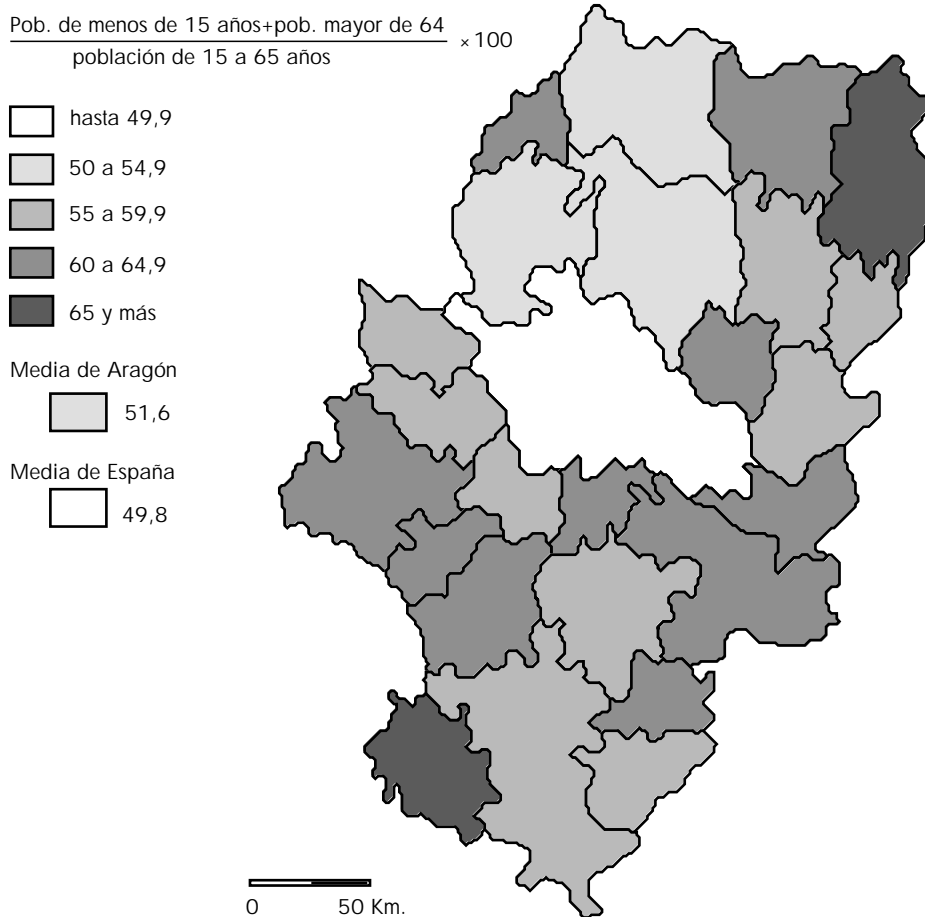 Pob. de menos de 15 años+pob. mayor de 64
población de 15 a 65 años
×100
hasta 49,9
50 a 54,9
55 a 59,9
60 a 64,9
65 y más
Media de Aragón
51,6
Media de España
49,8
0 50 Km.